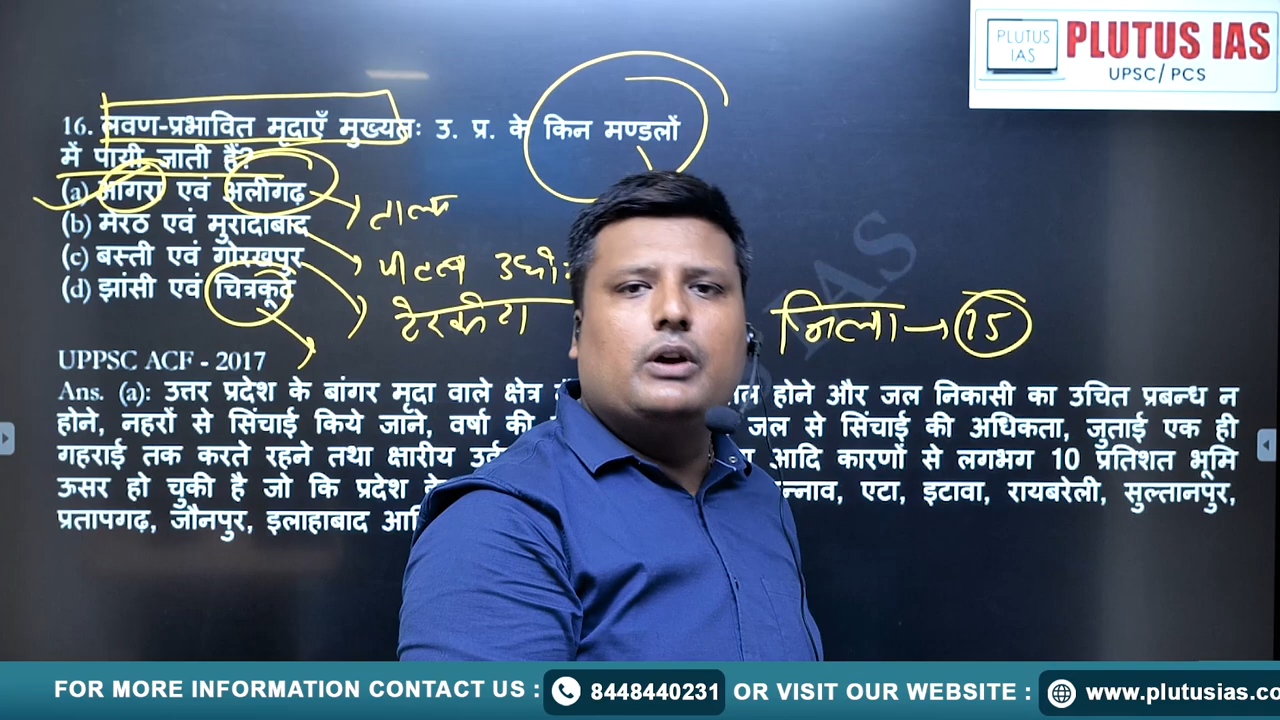 PLUTUS IAS
PLUTUS IAS
UPSC/ PCS
16. लवण-प्रभावित मृदाएँ मुख्यतः उ. प्र. के किन मण्डलों
में पायी जाती हैं?
(a) आगरा एवं अलीगढ़
(b) मेरठ एवं मुरादाबाद
(c) बस्ती एवं गोरखपुर
(d) झांसी एवं चित्रकूट
पीतल उद्यो
टेरकोटा
जिला → 15
UPPSC ACF - 2017
Ans. (a): उत्तर प्रदेश के बांगर मृदा वाले क्षेत्र होने और जल निकासी का उचित प्रबन्ध न
होने, नहरों से सिंचाई किये जाने, वर्षा की जल से सिंचाई की अधिकता, जुताई एक ही
गहराई तक करते रहने तथा क्षारीय आदि कारणों से लगभग 10 प्रतिशत भूमि
ऊसर हो चुकी है जो कि प्रदेश एटा, इटावा, रायबरेली, सुल्तानपुर,
प्रतापगढ़, जौनपुर, इलाहाबाद
FOR MORE INFORMATION CONTACT US : 8448440231 OR VISIT OUR WEBSITE : www.plutusias.co